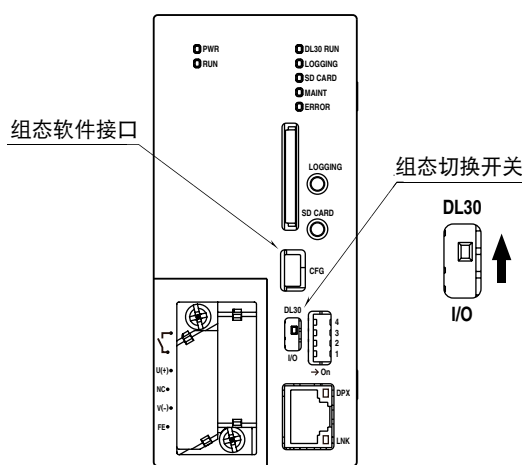 PWR
RUN
DL30 RUN
LOGGING
SD CARD
MAINT
ERROR
组态软件接口
LOGGING
组态切换开关
SD CARD
DL30
I/O
CFG
DL30
I/O
4
3
2
1
→ On
U(+)
NC
V(-)
FE
DPX
LNK